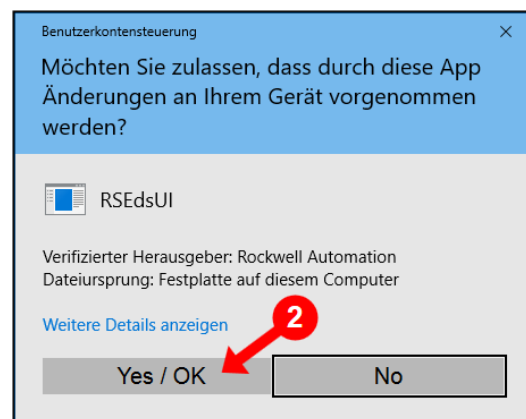 Benutzerkontensteuerung
Möchten Sie zulassen, dass durch diese App
Änderungen an Ihrem Gerät vorgenommen
werden?
RSEdsUI
Verifizierter Herausgeber: Rockwell Automation
Dateiursprung: Festplatte auf diesem Computer
Weitere Details anzeigen
2
Yes / OK
No